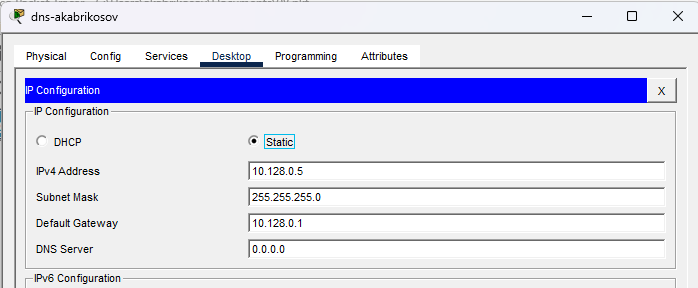 dns-akabrikosov
Physical Config Services Desktop Programming Attributes
IP Configuration X
IP Configuration
DHCP Static
IPv4 Address 10.128.0.5
Subnet Mask 255.255.255.0
Default Gateway 10.128.0.1
DNS Server 0.0.0.0
IPv6 Configuration